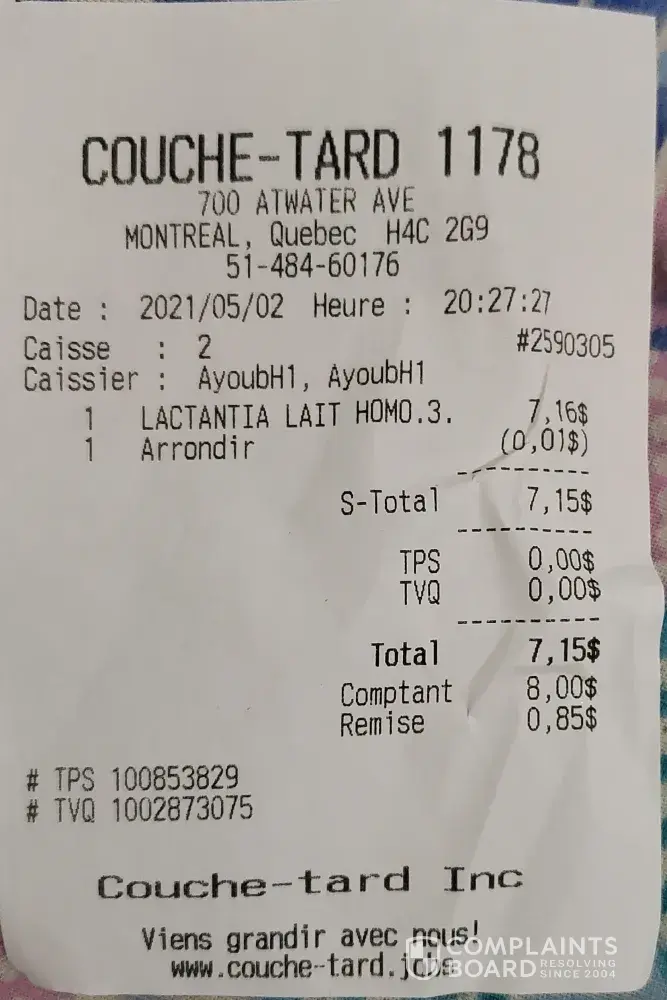 COUCHE-TARD 1178
700 ATWATER AVE
MONTREAL, Quebec H4C 2G9
51-484-60176
Date : 2021/05/02 Heure : 20:27:27
Caisse : 2 #2590305
Caissier : AyoubH1, AyoubH1
1 LACTANTIA LAIT HOMO.3. 7,16$
1 Arrondir (0,01$)
S-Total 7,15$
TPS 0,00$
TVQ 0,00$
Total 7,15$
Comptant 8,00$
Remise 0,85$
# TPS 100853829
# TVQ 1002873075
Couche-tard Inc
Viens grandir avec nous!
www.couche-tard.jobs
COMPLAINTS
BOARD RESOLVING SINCE 2004